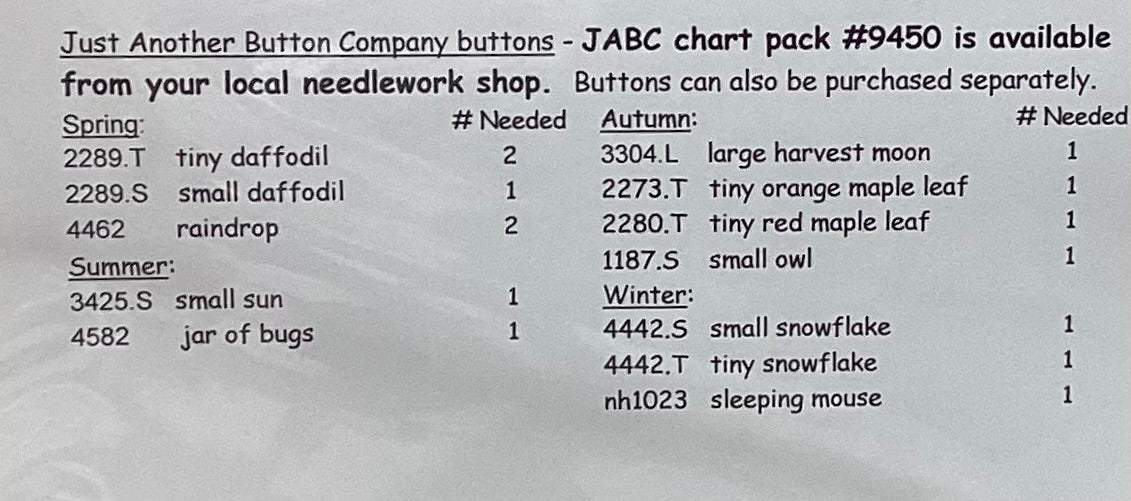 Just Another Button Company buttons - JABC chart pack #9450 is available
from your local needlework shop. Buttons can also be purchased separately.
Spring: # Needed
2289.T tiny daffodil 2
2289.S small daffodil 1
4462 raindrop 2
Summer:
3425.S small sun 1
4582 jar of bugs 1
Autumn: # Needed
3304.L large harvest moon 1
2273.T tiny orange maple leaf 1
2280.T tiny red maple leaf 1
1187.S small owl 1
Winter:
4442.S small snowflake 1
4442.T tiny snowflake 1
nh1023 sleeping mouse 1